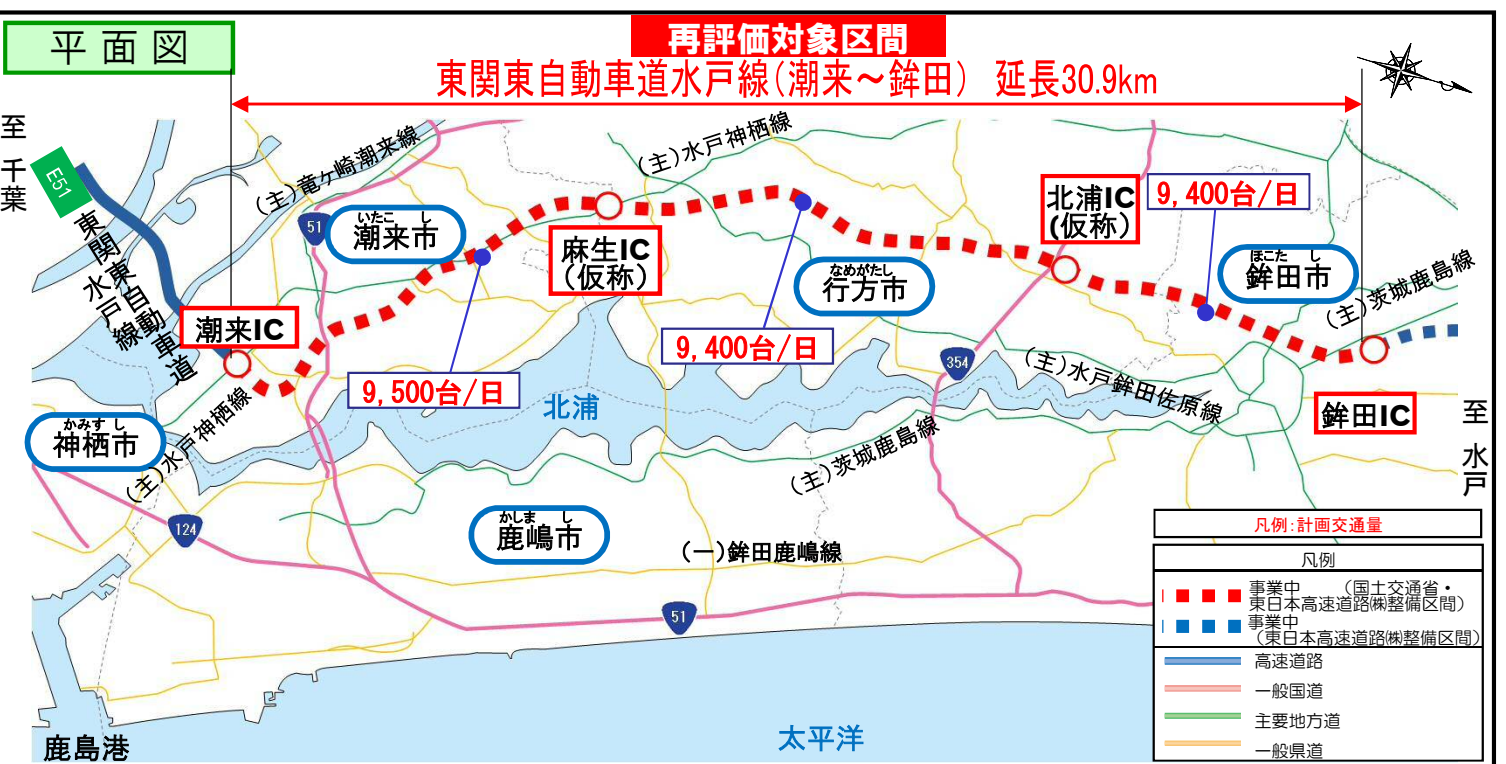 平面図
再評価対象区間
東関東自動車道水戸線(潮来～鉾田) 延長30.9km
至 千葉
E51
東関東自動車道
水戸線
(主)竜ヶ崎潮来線
(主)水戸神栖線
51
いたこ し
潮来市
麻生IC
(仮称)
9,400台/日
北浦IC
(仮称)
9,400台/日
なめがたし
行方市
ほこた し
鉾田市
(主)茨城鹿島線
潮来IC
9,500台/日
9,400台/日
354
(主)水戸鉾田佐原線
北浦
鉾田IC
至 水戸
かみす し
神栖市
(主)水戸神栖線
(主)茨城鹿島線
124
かしま し
鹿嶋市
(一)鉾田鹿嶋線
51
鹿島港
太平洋
凡例:計画交通量
凡例
事業中 (国土交通省・
東日本高速道路㈱整備区間)
事業中
(東日本高速道路㈱整備区間)
高速道路
一般国道
主要地方道
一般県道